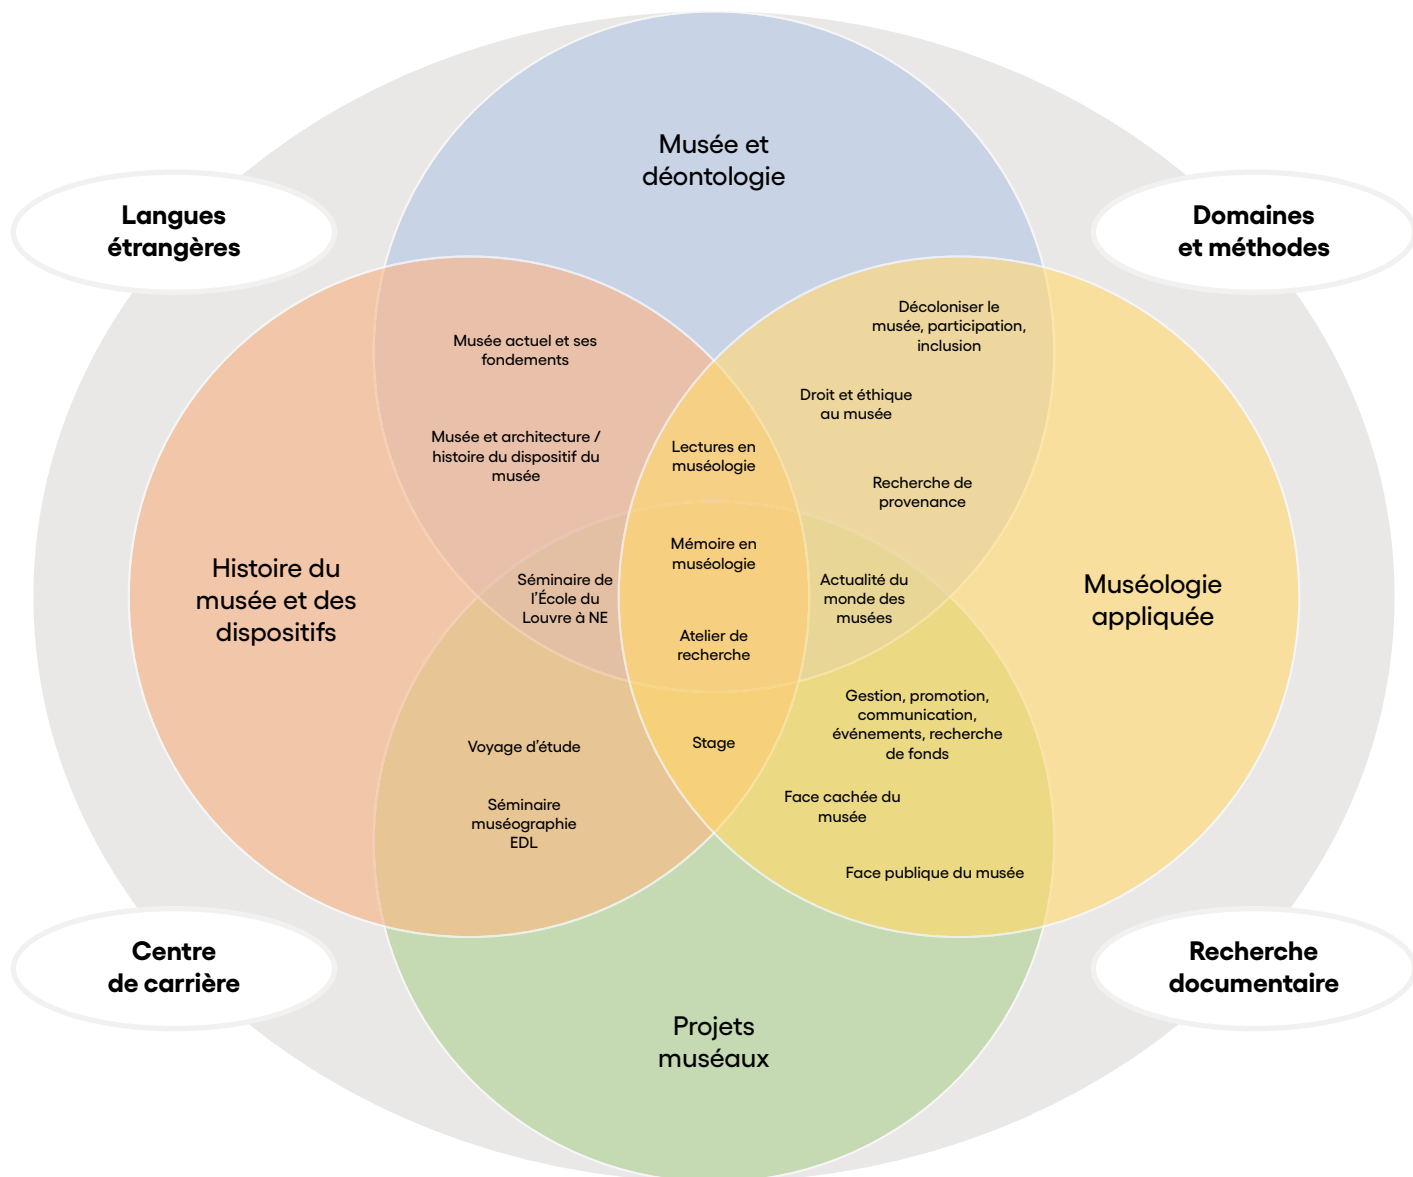 Musée et
déontologie
Langues
étrangères
Domaines
et méthodes
Décoloniser le
musée, participation,
inclusion
Musée actuel et ses
fondements
Droit et éthique
au musée
Musée et architecture /
histoire du dispositif du
musée
Lectures en
muséologie
Recherche de
provenance
Mémoire en
muséologie
Histoire du
musée et des
dispositifs
Séminaire de
l’École du
Louvre à NE
Actualité du
monde des
musées
Muséologie
appliquée
Atelier de
recherche
Gestion, promotion,
communication,
événements, recherche
de fonds
Voyage d’étude
Stage
Séminaire
muséographie
EDL
Face cachée du
musée
Face publique du musée
Centre
de carrière
Recherche
documentaire
Projets
muséaux